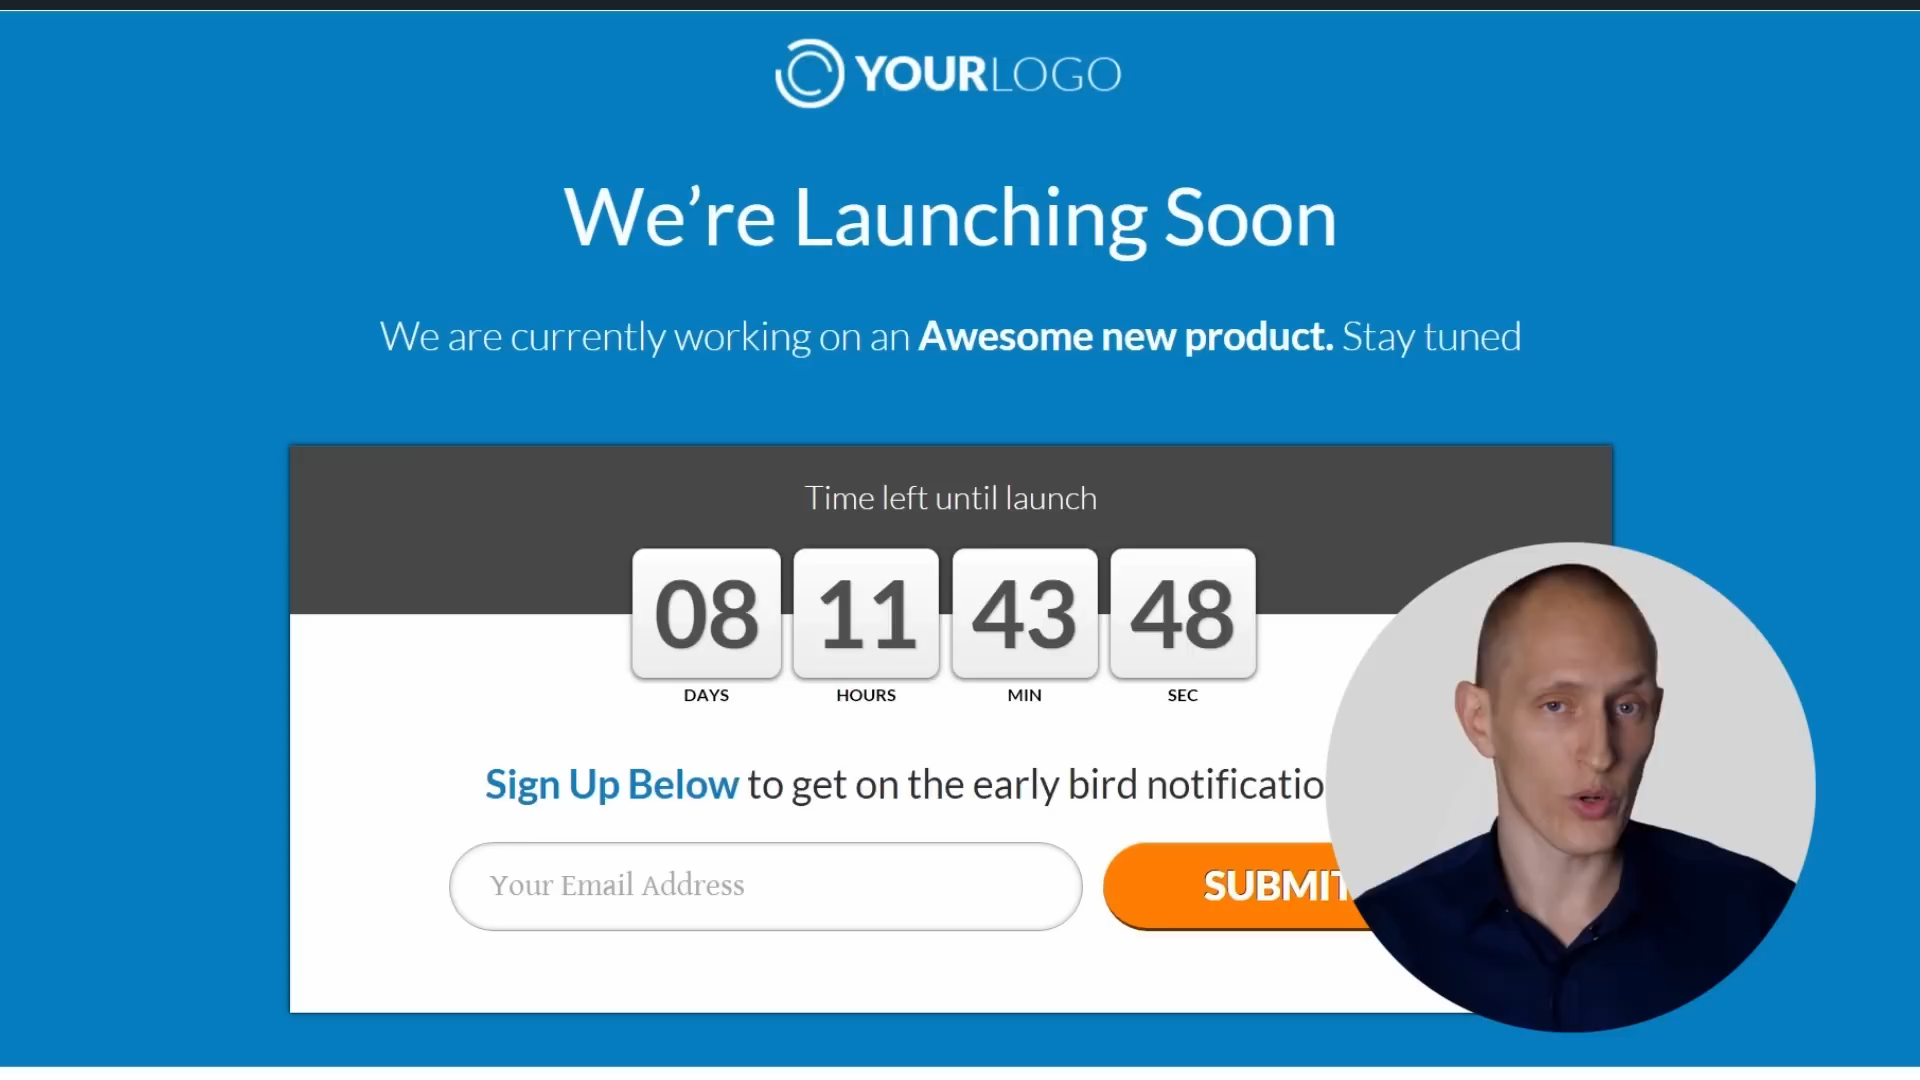 YOURLOGO
We're Launching Soon
We are currently working on an Awesome new product. Stay tuned
Time left until launch
08 11 43 48
DAYS HOURS MIN SEC
Sign Up Below to get on the early bird
Your Email Address SUBMIT